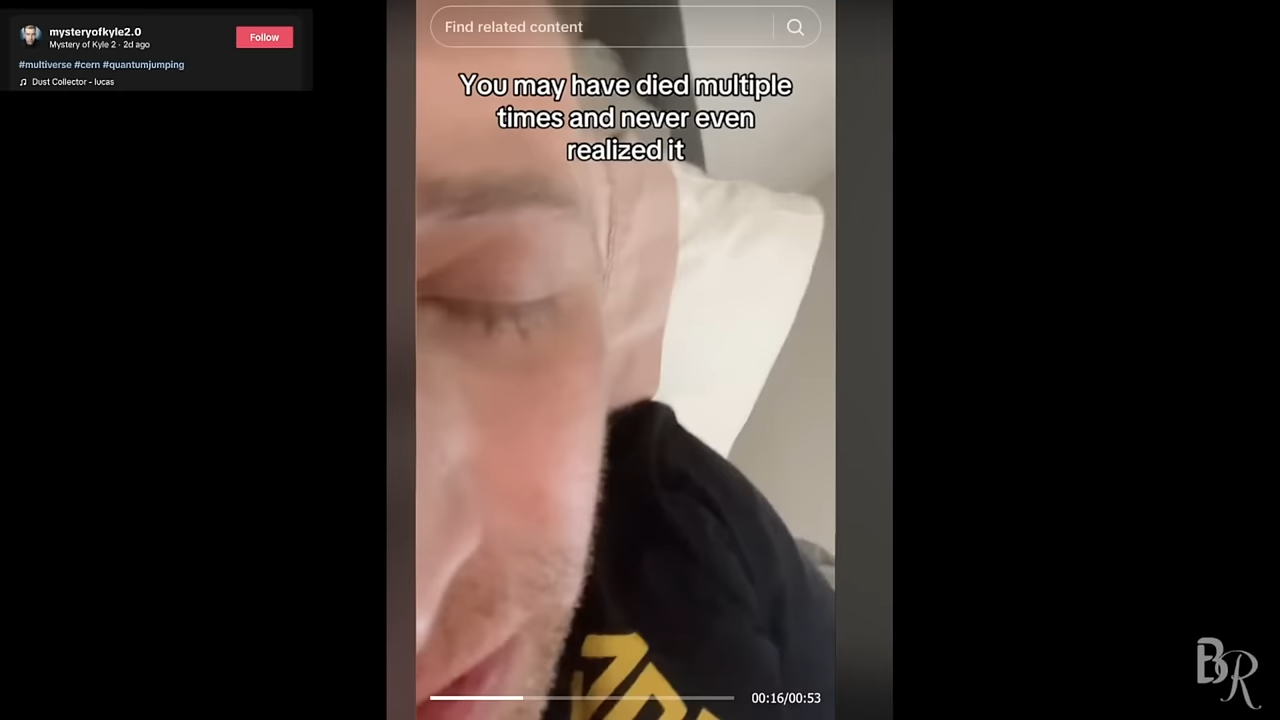 mysteryofkyle2.0
Mystery of Kyle 2 · 2d ago
Follow
#multiverse #cern #quantumjumping
♫ Dust Collector - lucas
Find related content
You may have died multiple
times and never even
realized it
00:16/00:53
BR